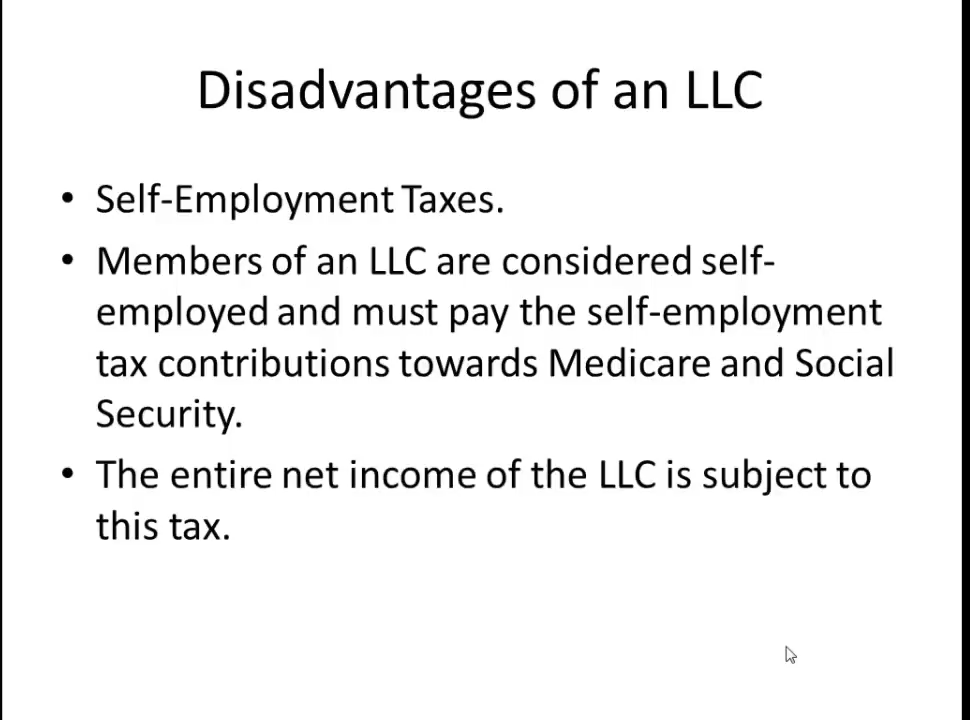 Disadvantages of an LLC
• Self-Employment Taxes.
• Members of an LLC are considered self-
employed and must pay the self-employment
tax contributions towards Medicare and Social
Security.
• The entire net income of the LLC is subject to
this tax.